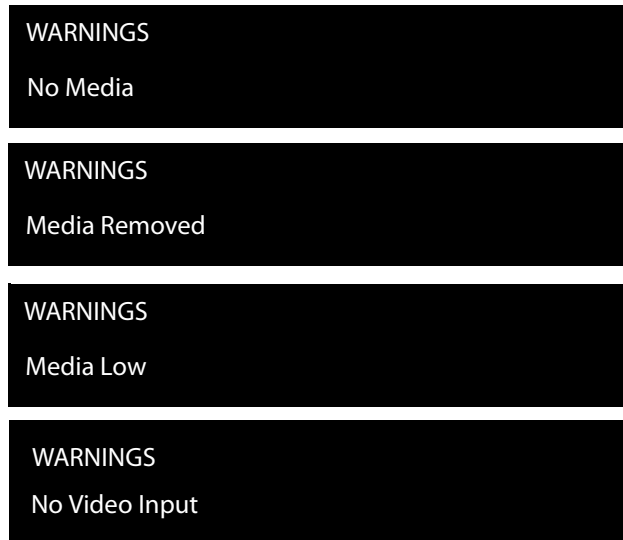 WARNINGS
No Media
WARNINGS
Media Removed
WARNINGS
Media Low
WARNINGS
No Video Input